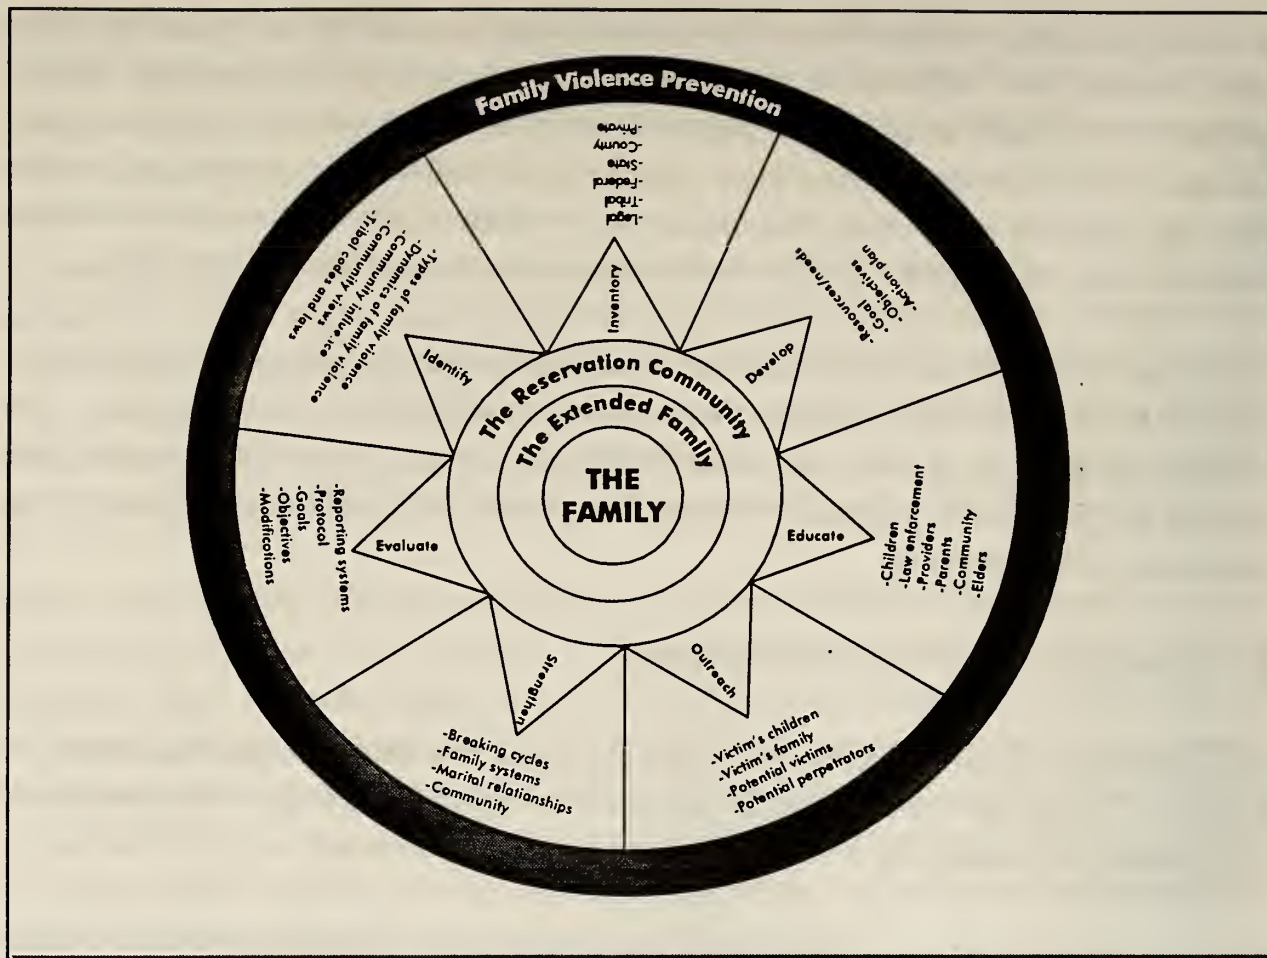 Family Violence Prevention
-Legal
-Tribal
-Federal
-State
-County
-Private
Inventory
-Resources/needs
-Goal
-Objectives
-Action plan
Develop
-Children
-Law enforcement
-Providers
-Parents
-Community
-Elders
Educate
-Victim's children
-Victim's family
-Potential victims
-Potential perpetrators
Outreach
-Breaking cycles
-Family systems
-Marital relationships
-Community
Strengthen
-Reporting systems
-Protocol
-Goals
-Objectives
-Modifications
Evaluate
-Types of family violence
-Dynamics of family violence
-Community influence
-Community views
-Tribal codes and laws
Identify
The Reservation Community
The Extended Family
THE
FAMILY